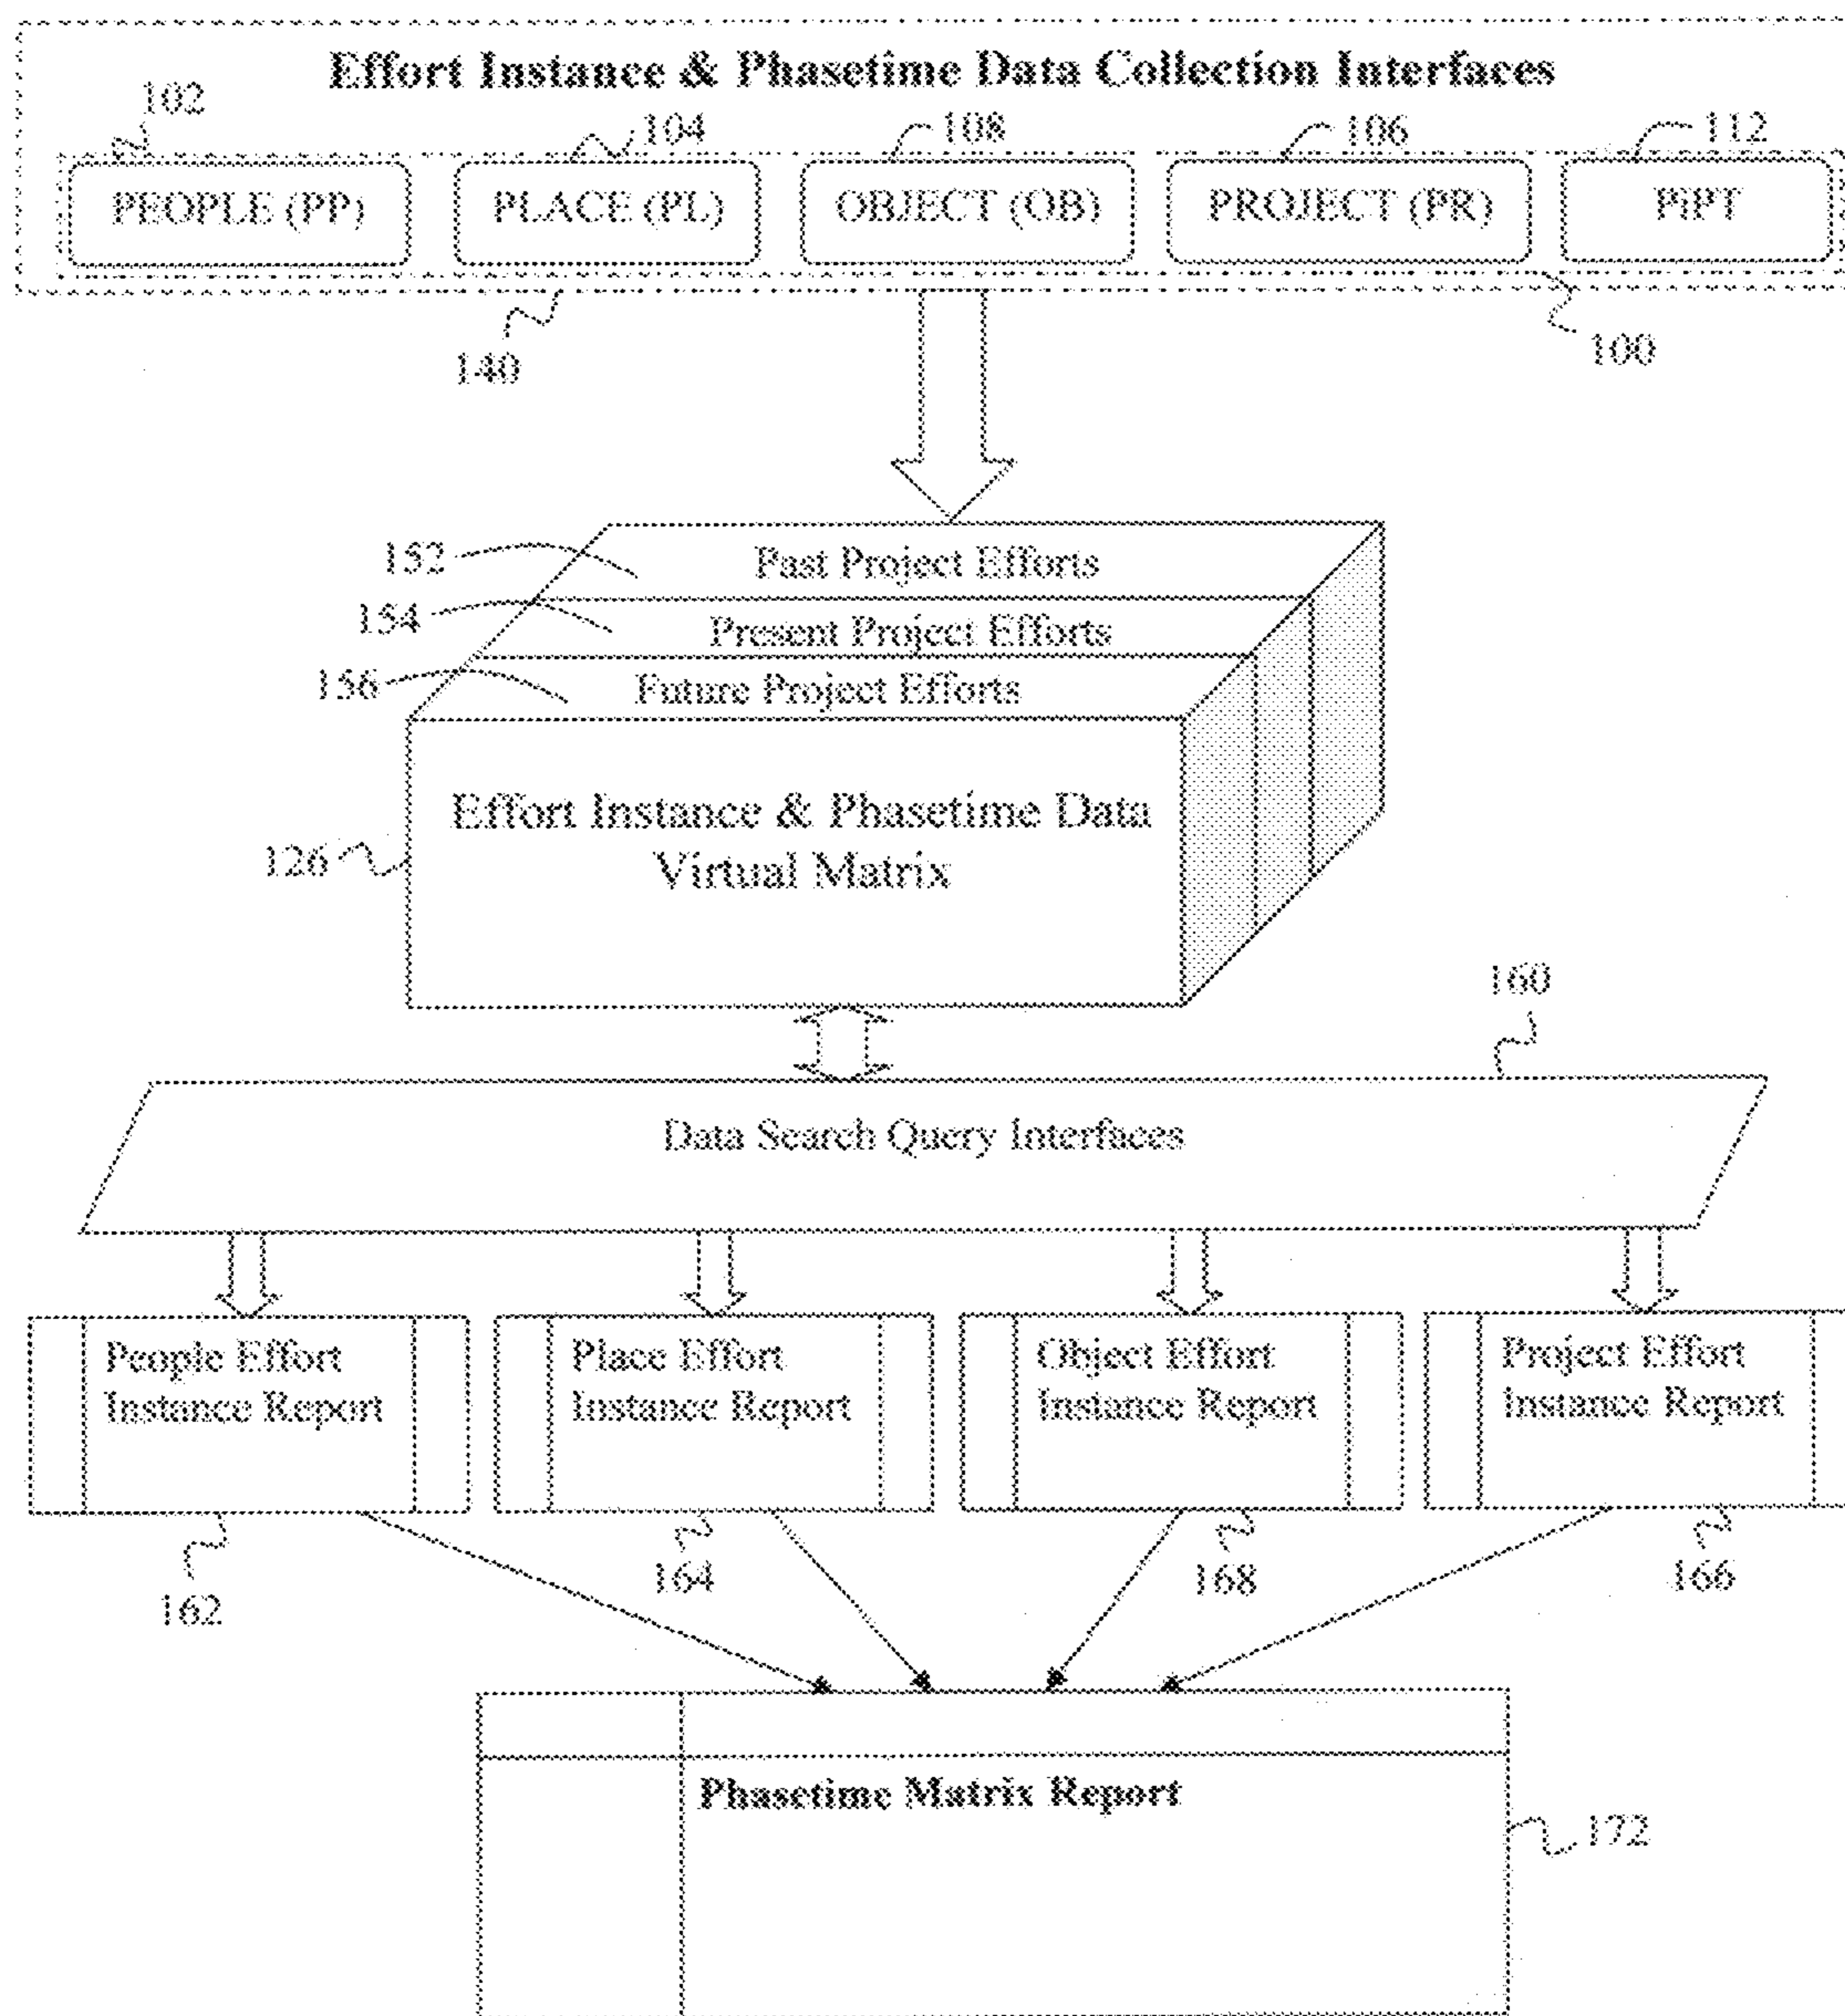 Effort Instance & Phasetime Data Collection Interfaces
102
104
108
106
112
PEOPLE (PP)
PLACE (PL)
OBJECT (OB)
PROJECT (PR)
PiPT
140
100
152
Past Project Efforts
154
Present Project Efforts
156
Future Project Efforts
Effort Instance & Phasetime Data
Virtual Matrix
126
160
Data Search Query Interfaces
People Effort
Instance Report
Place Effort
Instance Report
Object Effort
Instance Report
Project Effort
Instance Report
162
164
168
166
Phasetime Matrix Report
172